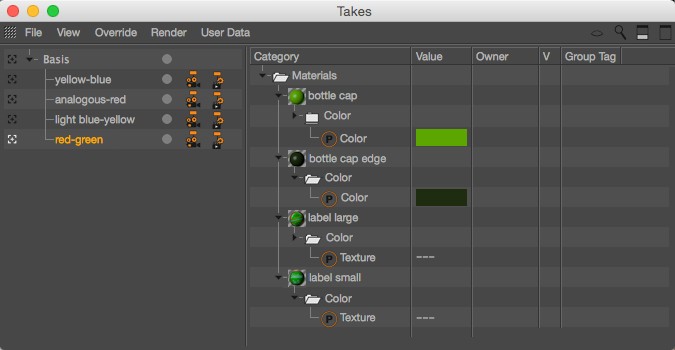 Takes
File View Override Render User Data
Basis
yellow-blue
analogous-red
light blue-yellow
red-green
Category Value Owner V Group Tag
Materials
bottle cap
Color
P Color
bottle cap edge
Color
P Color
label large
Color
P Texture ---
label small
Color
P Texture ---